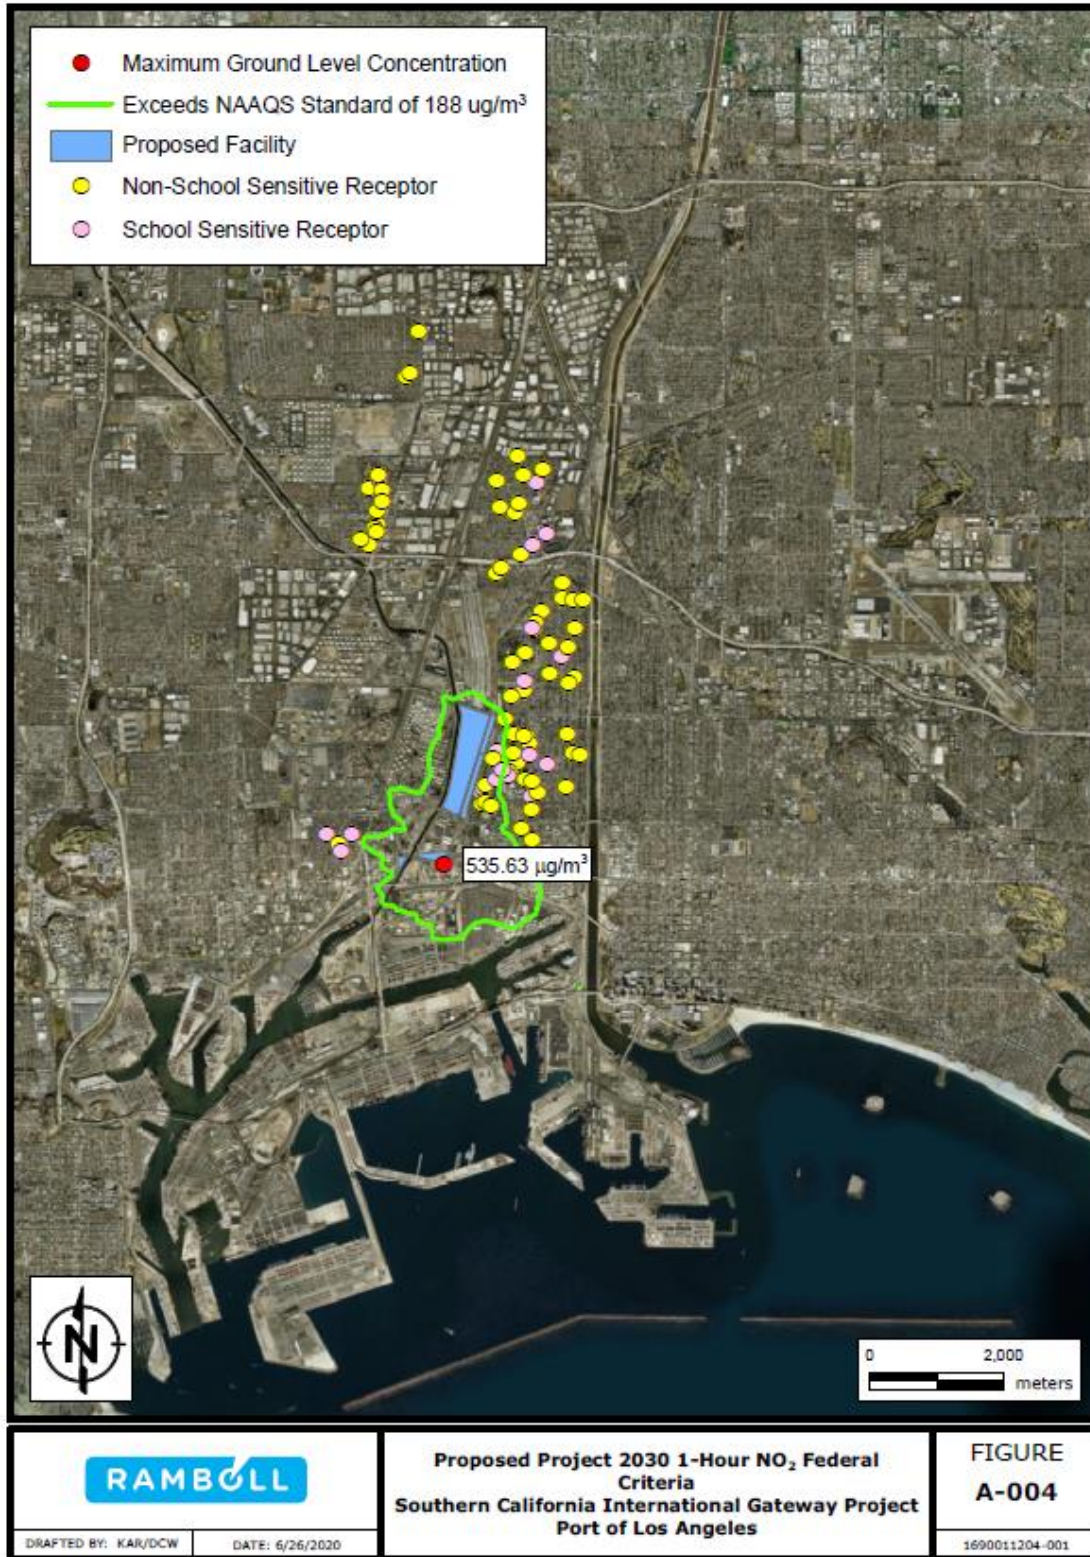 Maximum Ground Level Concentration
Exceeds NAAQS Standard of 188 ug/m³
Proposed Facility
Non-School Sensitive Receptor
School Sensitive Receptor
535.63 µg/m³
N
0 2,000
meters
RAMBOLL
DRAFTED BY: KAR/DCW
DATE: 6/26/2020
Proposed Project 2030 1-Hour NO₂ Federal
Criteria
Southern California International Gateway Project
Port of Los Angeles
FIGURE
A-004
1690011204-001